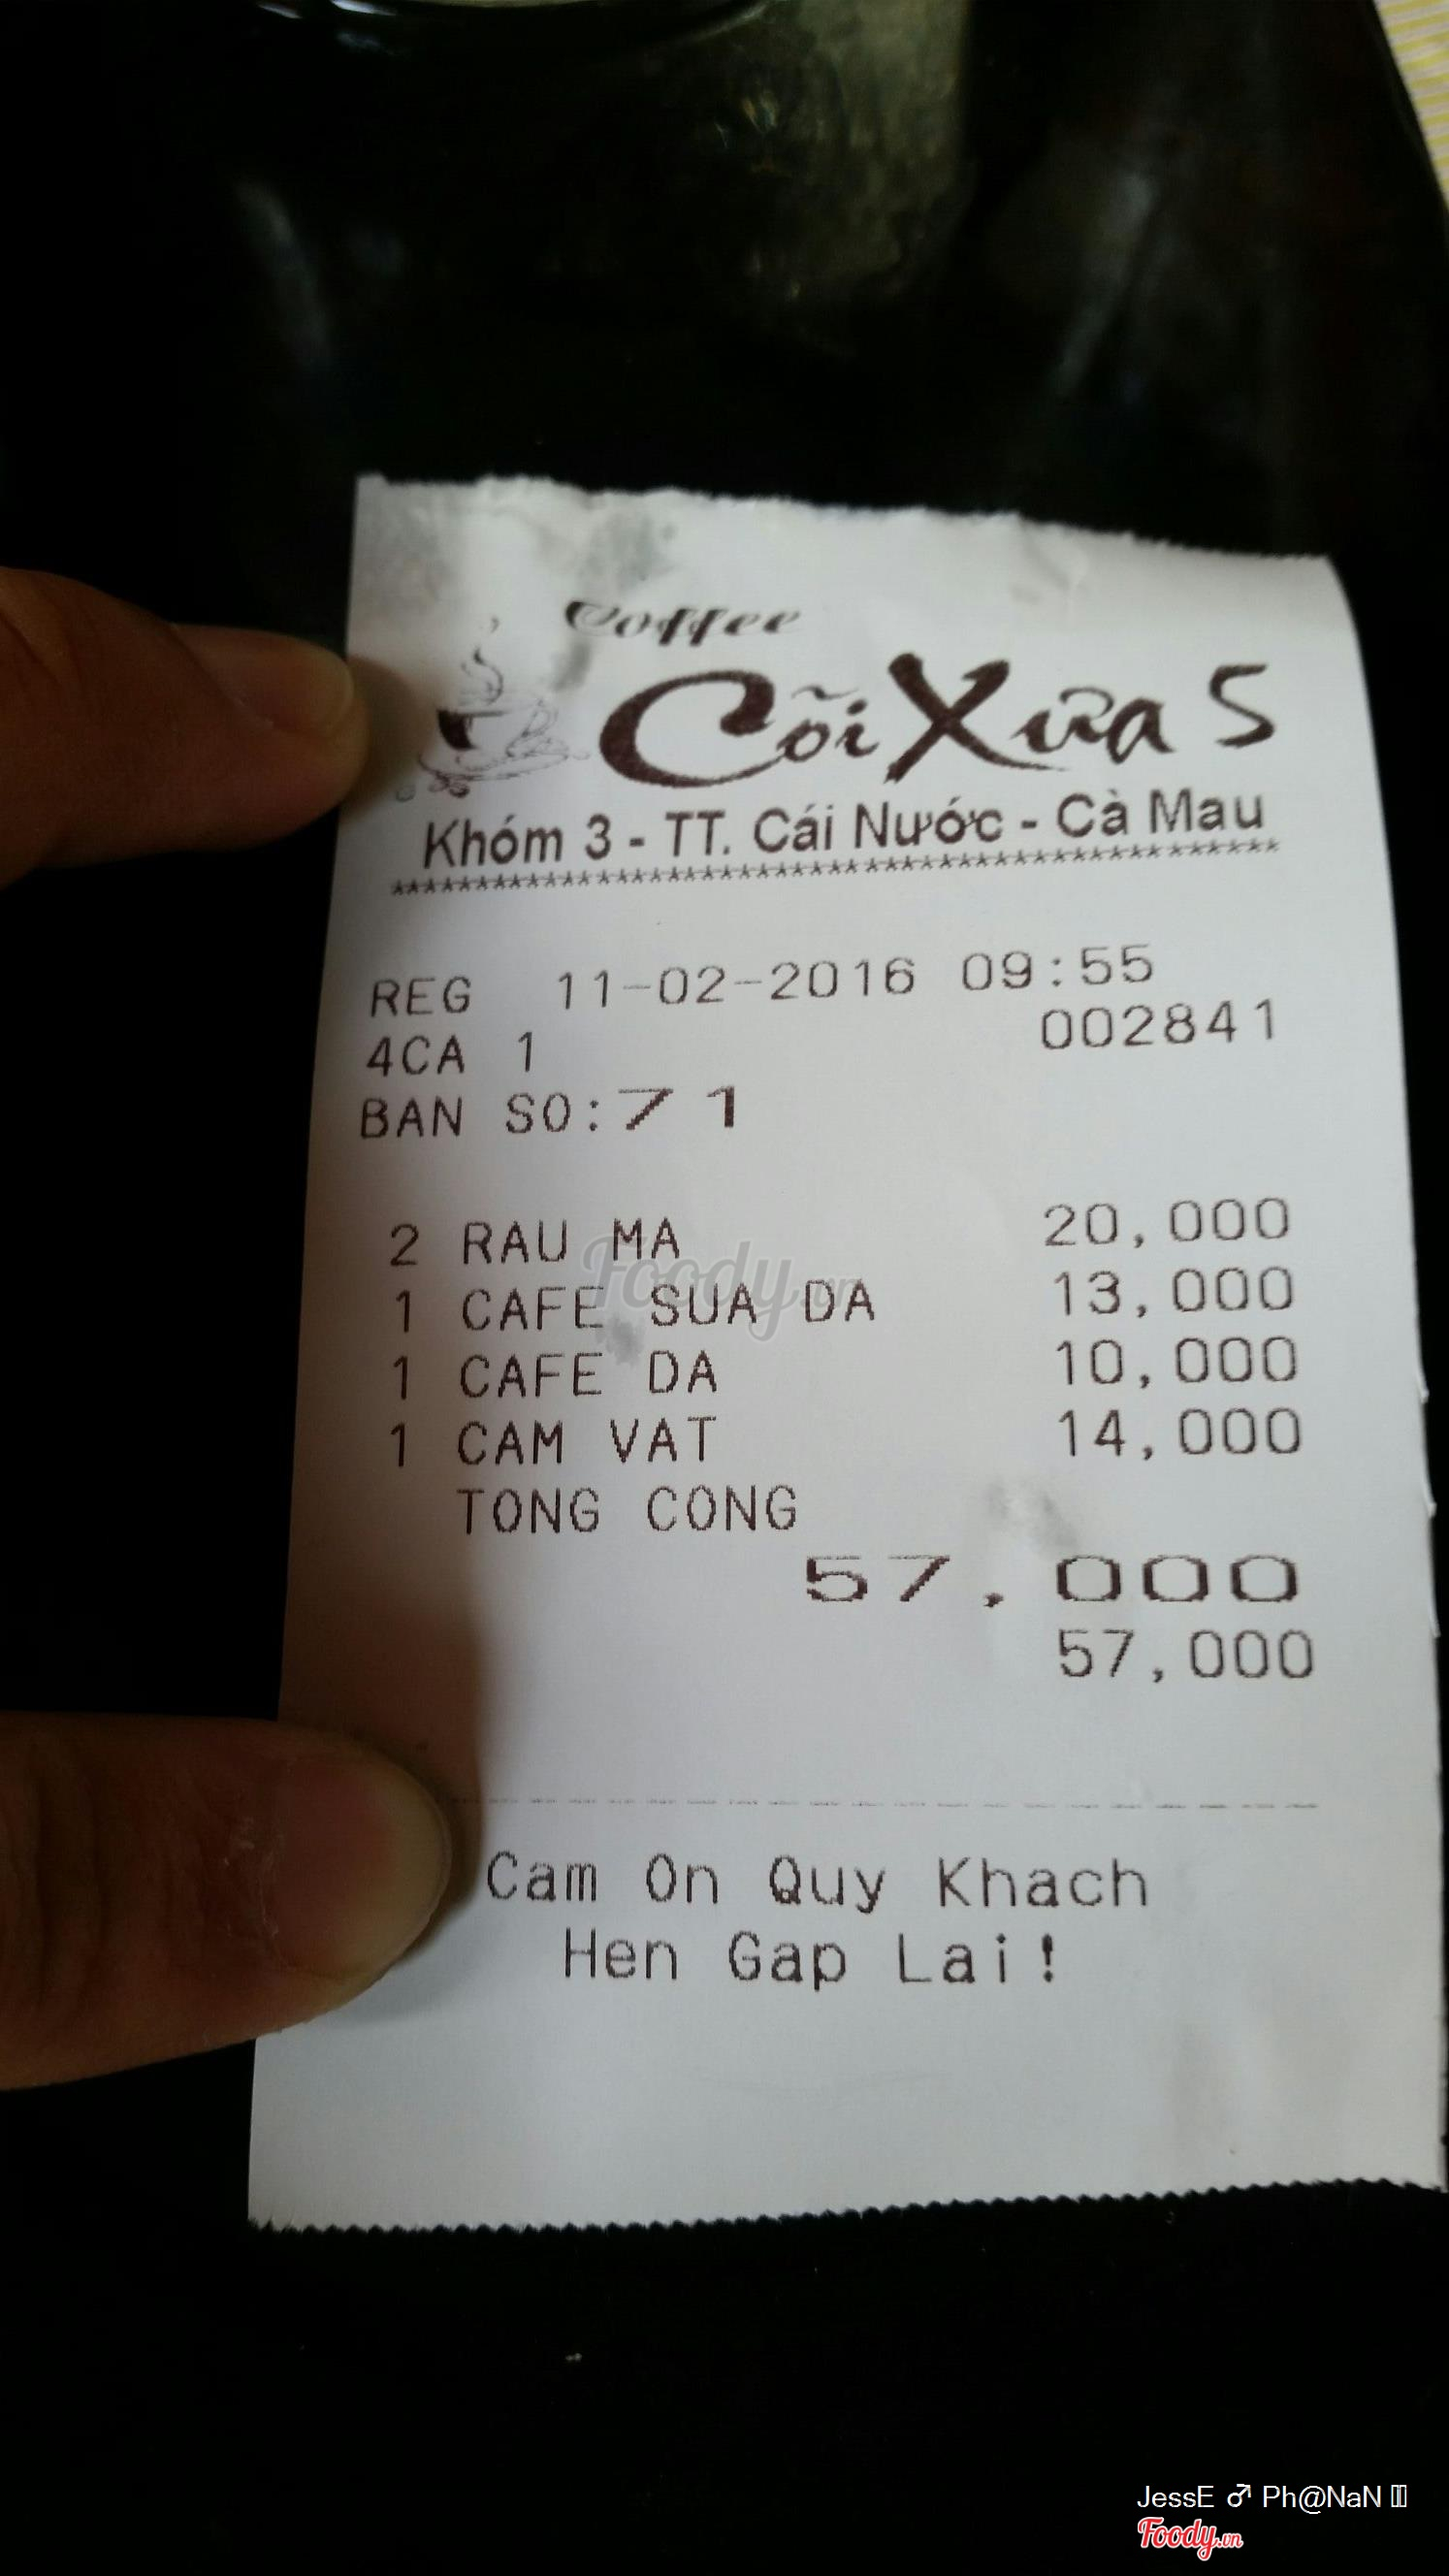 Coffee
Cõi Xưa 5
Khóm 3 - TT. Cái Nước - Cà Mau
****************************************
REG 11-02-2016 09:55
4CA 1 002841
BAN SO:71
2 RAU MA 20,000
1 CAFE SUA DA 13,000
1 CAFE DA 10,000
1 CAM VAT 14,000
TONG CONG
57,000
57,000
Cam On Quy Khach
Hen Gap Lai!
Foody.vn
JessE ♂ Ph@NaN
Foody.vn